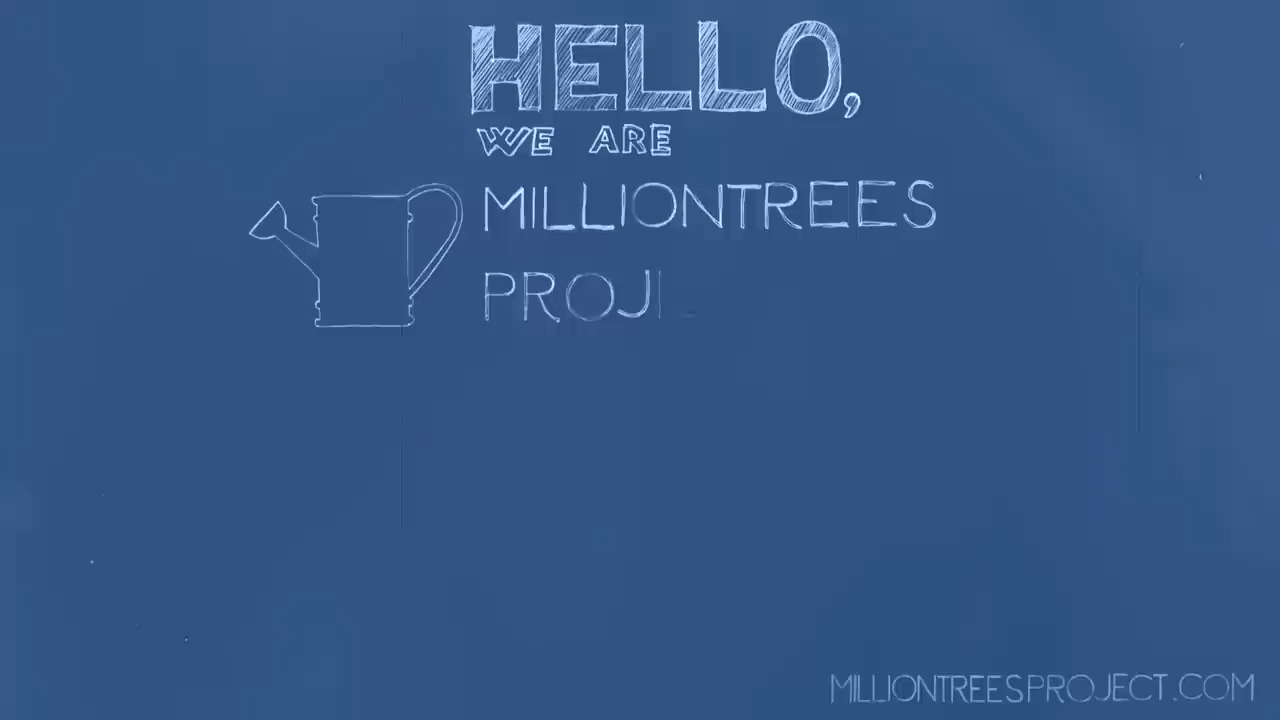 HELLO,
WE ARE
MILLIONTREES
PROJ
MILLIONTREESPROJECT.COM